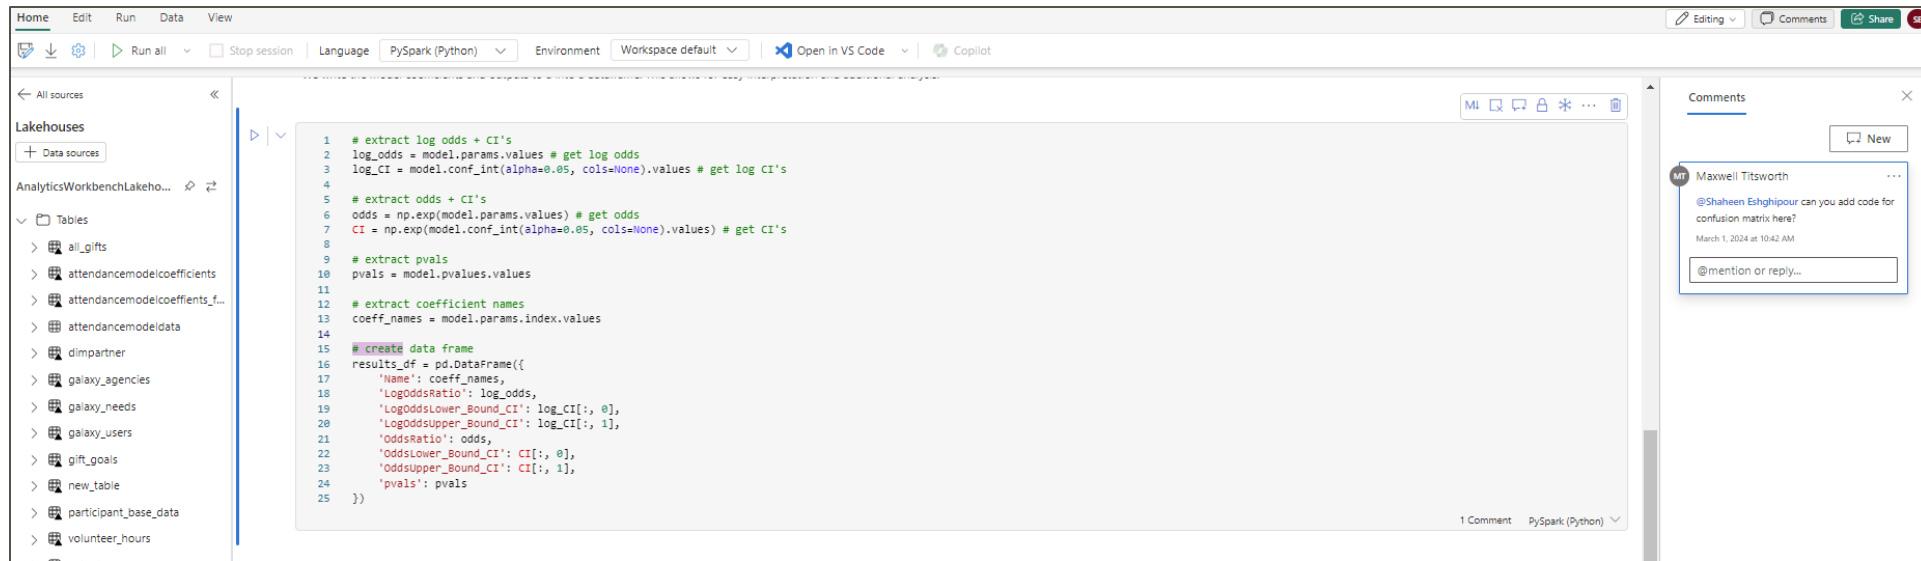 Home Edit Run Data View
Editing Comments Share SE
Run all Stop session Language PySpark (Python) Environment Workspace default Open in VS Code Copilot
All sources
Lakehouses
Data sources
AnalyticsWorkbenchLakeho...
Tables
all_gifts
attendancemodelcoefficients
attendancemodelcoeffients_f...
attendancemodeldata
dimpartner
galaxy_agencies
galaxy_needs
galaxy_users
gift_goals
new_table
participant_base_data
volunteer_hours
1 # extract log odds + CI's
2 log_odds = model.params.values # get log odds
3 log_CI = model.conf_int(alpha=0.05, cols=None).values # get log CI's
4
5 # extract odds + CI's
6 odds = np.exp(model.params.values) # get odds
7 CI = np.exp(model.conf_int(alpha=0.05, cols=None).values) # get CI's
8
9 # extract pvals
10 pvals = model.pvalues.values
11
12 # extract coefficient names
13 coeff_names = model.params.index.values
14
15 # create data frame
16 results_df = pd.DataFrame({
17 'Name': coeff_names,
18 'LogOddsRatio': log_odds,
19 'LogOddsLower_Bound_CI': log_CI[:, 0],
20 'LogOddsUpper_Bound_CI': log_CI[:, 1],
21 'OddsRatio': odds,
22 'OddsLower_Bound_CI': CI[:, 0],
23 'OddsUpper_Bound_CI': CI[:, 1],
24 'pvals': pvals
25 })
1 Comment PySpark (Python)
Comments
New
MT Maxwell Titsworth
@Shaheen Eshghipour can you add code for
confusion matrix here?
March 1, 2024 at 10:42 AM
@mention or reply...